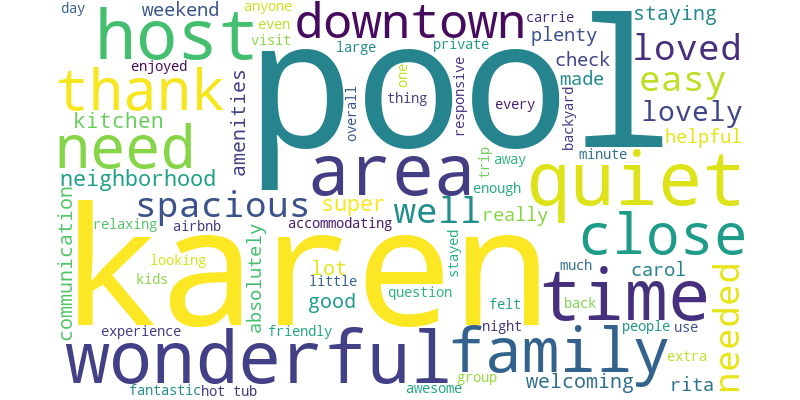 day
weekend
anyone
even
visit
host
downtown
large
private
carrie
plenty
staying
check
loved
enjoyed
thank
pool
amenities
overall
one
thing
responsive
every
backyard
made
easy
lovely
kitchen
need
helpful
neighborhood
area
trip
away
minute
enough
quiet
communication
spacious
super
well
really
close
relaxing
airbnb
accommodating
karen
looking
kids
absolutely
lot
little
good
question
stayed
felt
much
back
carol
time
needed
experience
friendly
night
people
use
wonderful
family
extra
fantastic
hot tub
awesome
group
welcoming
rita